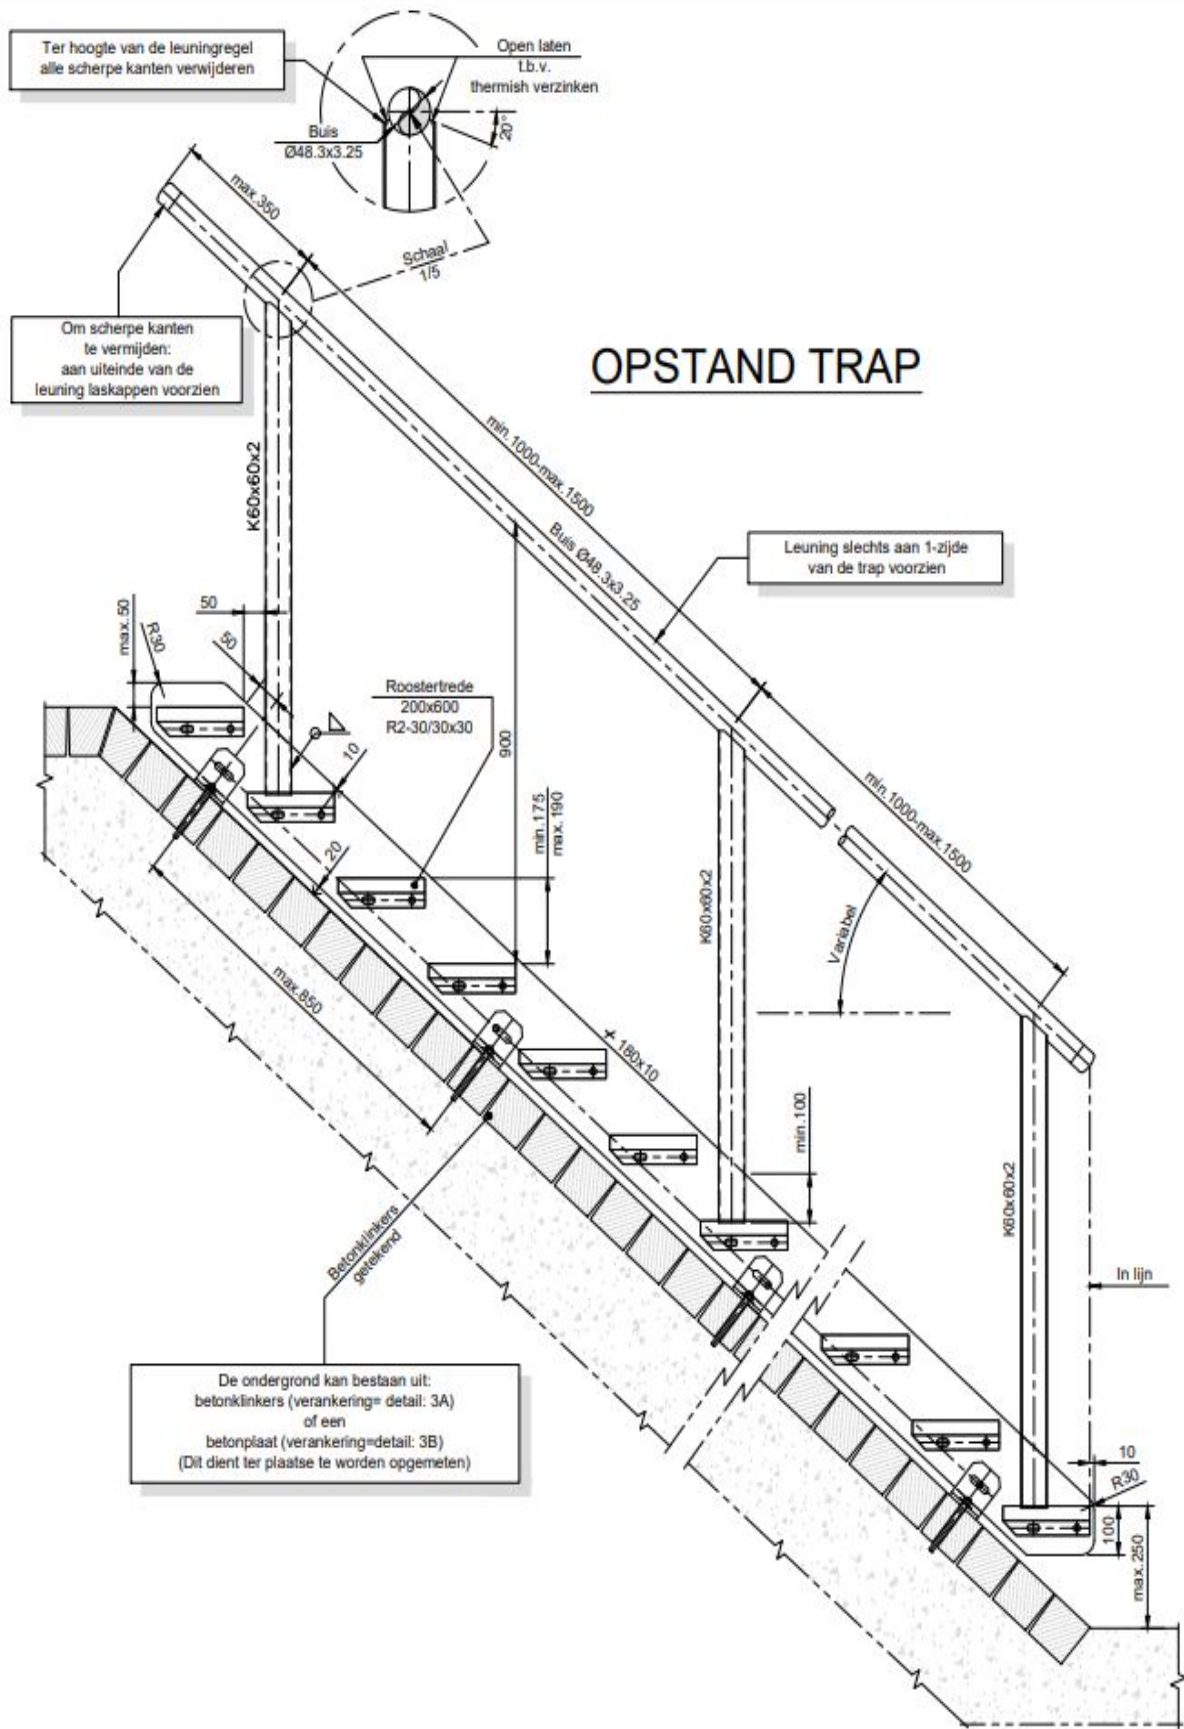 Ter hoogte van de leuningregel
alle scherpe kanten verwijderen
Open laten
t.b.v.
thermish verzinken
Buis
Ø48.3x3.25
20°
max.350
Schaal
1/5
Om scherpe kanten
te vermijden:
aan uiteinde van de
leuning laskappen voorzien
OPSTAND TRAP
K60x60x2
min.1000-max.1500
Buis Ø48.3x3.25
Leuning slechts aan 1-zijde
van de trap voorzien
50
max.50
R30
50
Roostertrede
200x600
R2-30/30x30
900
10
min.175
max.190
min.1000-max.1500
20
K60x60x2
Variabel
max.850
180x10
min.100
K60x60x2
Betonklinkers
getekend
In lijn
De ondergrond kan bestaan uit:
betonklinkers (verankering= detail: 3A)
of een
betonplaat (verankering=detail: 3B)
(Dit dient ter plaatse te worden opgemeten)
10
R30
100
max.250